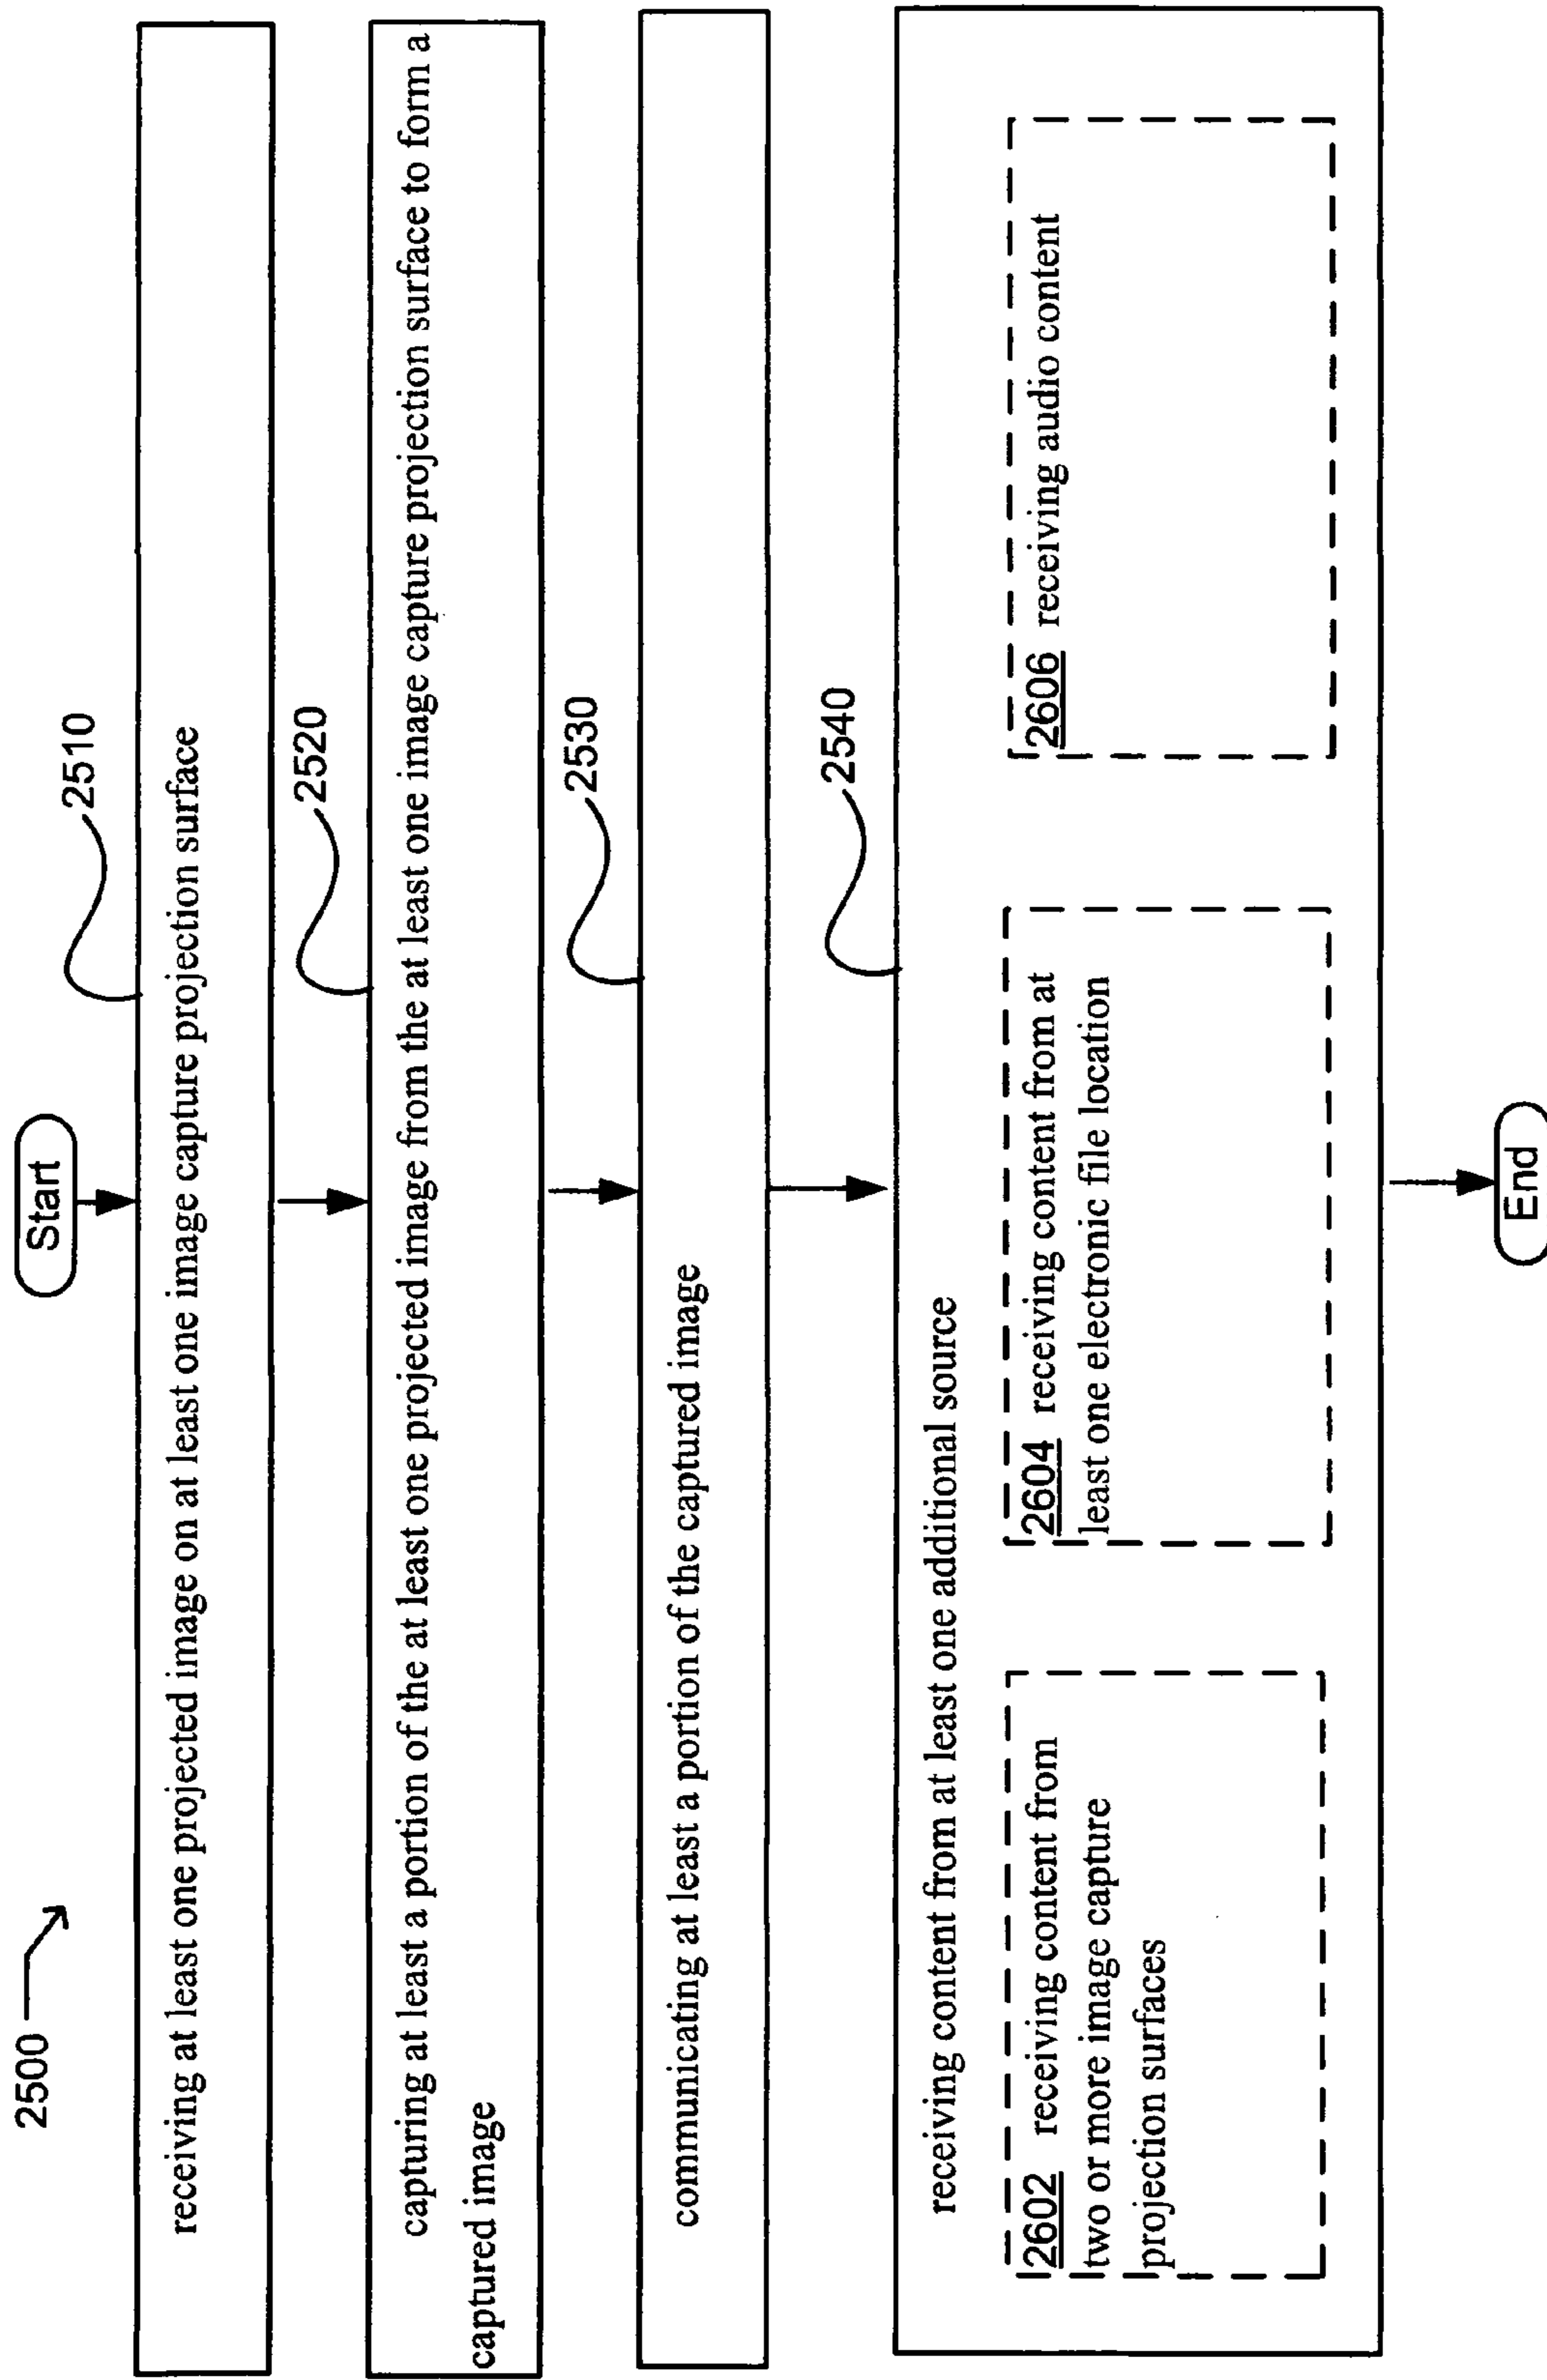 2500
Start
2510
receiving at least one projected image on at least one image capture projection surface
2520
capturing at least a portion of the at least one projected image from the at least one image capture projection surface to form a
captured image
2530
communicating at least a portion of the captured image
2540
receiving content from at least one additional source
2602 receiving content from
two or more image capture
projection surfaces
2604 receiving content from at
least one electronic file location
2606 receiving audio content
End